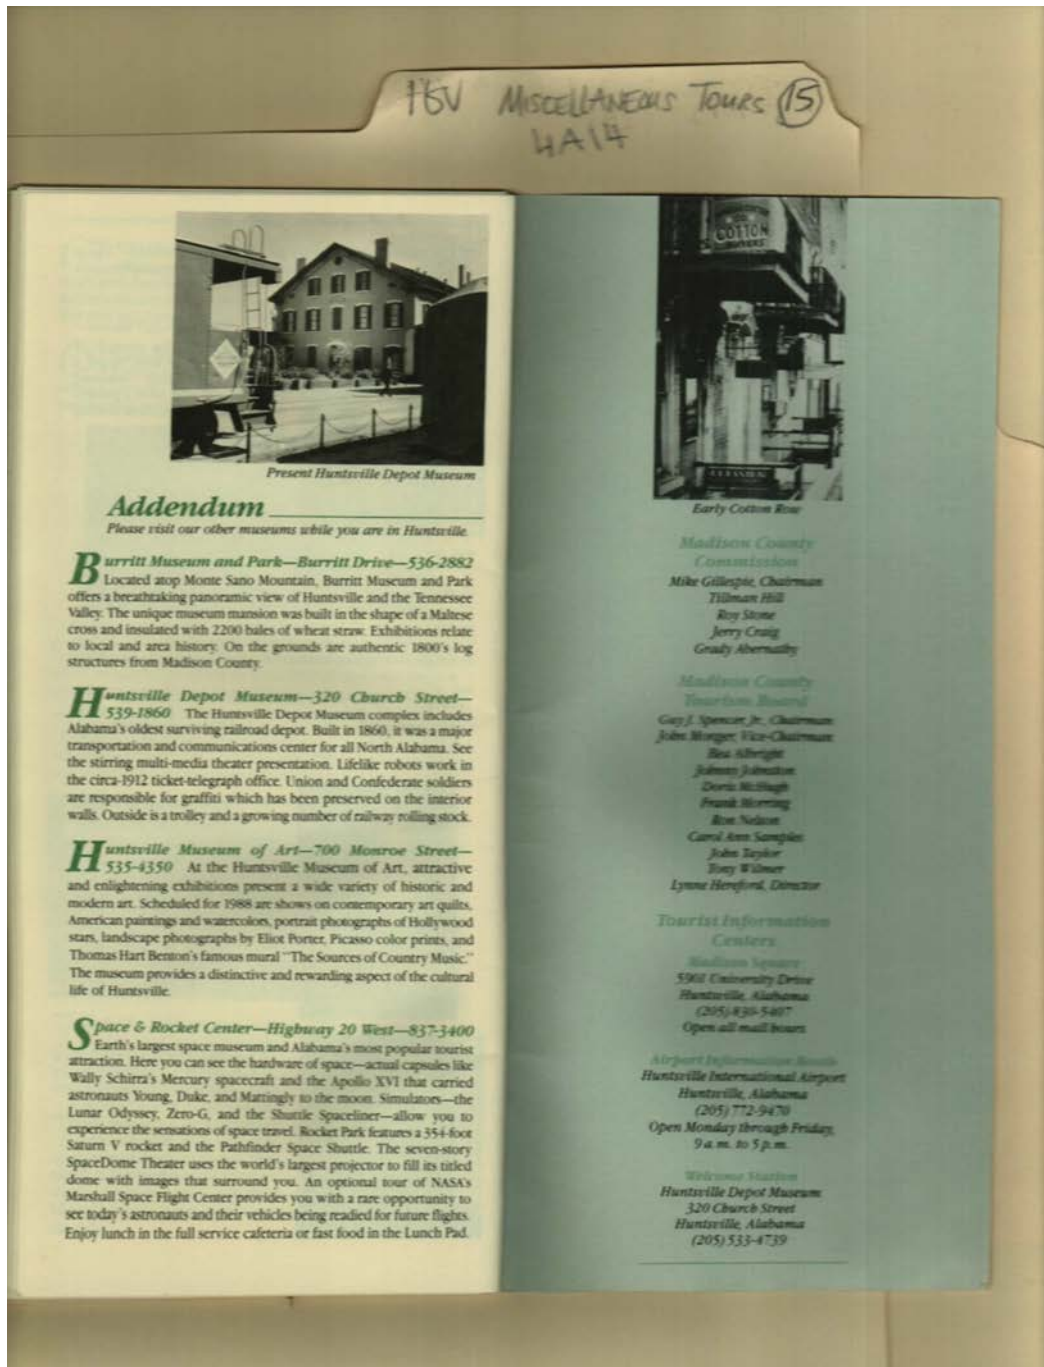 MISCELLANEOUS TOURS 15
4A14
Present Huntsville Depot Museum
Addendum
Please visit our other museums while you are in Huntsville.
Burritt Museum and Park—Burritt Drive—536-2882
Located atop Monte Sano Mountain, Burritt Museum and Park
offers a breathtaking panoramic view of Huntsville and the Tennessee
Valley. The unique museum mansion was built in the shape of a Maltese
cross and insulated with 2200 bales of wheat straw. Exhibitions relate
to local and area history. On the grounds are authentic 1800's log
structures from Madison County.
Huntsville Depot Museum—320 Church Street—
539-1860 The Huntsville Depot Museum complex includes
Alabama's oldest surviving railroad depot. Built in 1860, it was a major
transportation and communications center for all North Alabama. See
the stirring multi-media theater presentation. Lifelike robots work in
the circa-1912 ticket-telegraph office. Union and Confederate soldiers
are responsible for graffiti which has been preserved on the interior
walls. Outside is a trolley and a growing number of railway rolling stock.
Huntsville Museum of Art—700 Monroe Street—
535-4350 At the Huntsville Museum of Art, attractive
and enlightening exhibitions present a wide variety of historic and
modern art. Scheduled for 1988 are shows on contemporary art quilts,
American paintings and watercolors, portrait photographs of Hollywood
stars, landscape photographs by Eliot Porter, Picasso color prints, and
Thomas Hart Benton's famous mural "The Sources of Country Music."
The museum provides a distinctive and rewarding aspect of the cultural
life of Huntsville.
Space & Rocket Center—Highway 20 West—837-3400
Earth's largest space museum and Alabama's most popular tourist
attraction. Here you can see the hardware of space—actual capsules like
Wally Schirra's Mercury spacecraft and the Apollo XVI that carried
astronauts Young, Duke, and Mattingly to the moon. Simulators—the
Lunar Odyssey, Zero-G, and the Shuttle Spaceliner—allow you to
experience the sensations of space travel. Rocket Park features a 354-foot
Saturn V rocket and the Pathfinder Space Shuttle. The seven-story
SpaceDome Theater uses the world's largest projector to fill its titled
dome with images that surround you. An optional tour of NASA's
Marshall Space Flight Center provides you with a rare opportunity to
see today's astronauts and their vehicles being readied for future flights.
Enjoy lunch in the full service cafeteria or fast food in the Lunch Pad.
COTTON
Early Cotton Row
Madison County
Commission
Mike Gillespie, Chairman
Tillman Hill
Roy Stone
Jerry Craig
Grady Abernathy
Madison County
Tourism Board
Guy J. Spencer, Jr., Chairman
John Monger, Vice-Chairman
Bea Albright
Johnny Johnston
Doris McHugh
Frank Morring
Ron Nelson
Carol Ann Samples
John Taylor
Tony Wilmer
Lynne Hereford, Director
Tourist Information
Centers
Madison Square
5901 University Drive
Huntsville, Alabama
(205) 830-5407
Open all mall hours
Airport Information Booth
Huntsville International Airport
Huntsville, Alabama
(205) 772-9470
Open Monday through Friday,
9 a.m. to 5 p.m.
Welcome Station
Huntsville Depot Museum
320 Church Street
Huntsville, Alabama
(205) 533-4739